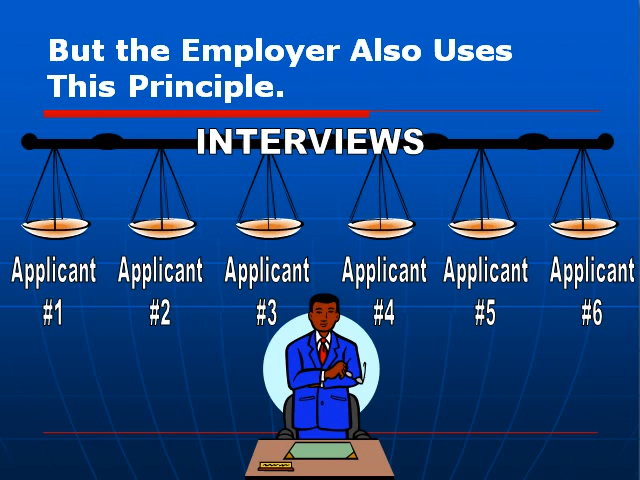 But the Employer Also Uses
This Principle.
INTERVIEWS
Applicant Applicant Applicant Applicant Applicant Applicant
#1 #2 #3 #4 #5 #6